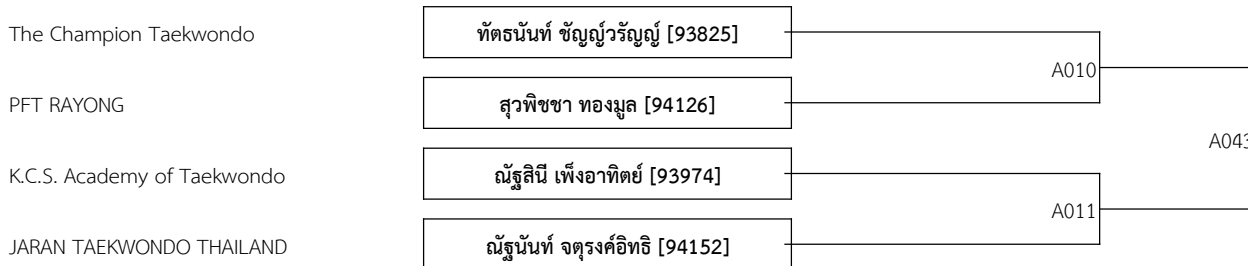 The Champion Taekwondo ทัตธนันท์ ชัญญ์วรัญญ์ [93825]
A010
PFT RAYONG สุวพิชชา ทองมูล [94126]
A043
K.C.S. Academy of Taekwondo ณัฐสินี เพ็งอาทิตย์ [93974]
A011
JARAN TAEKWONDO THAILAND ณัฐนันท์ จตุรงค์อิทธิ [94152]